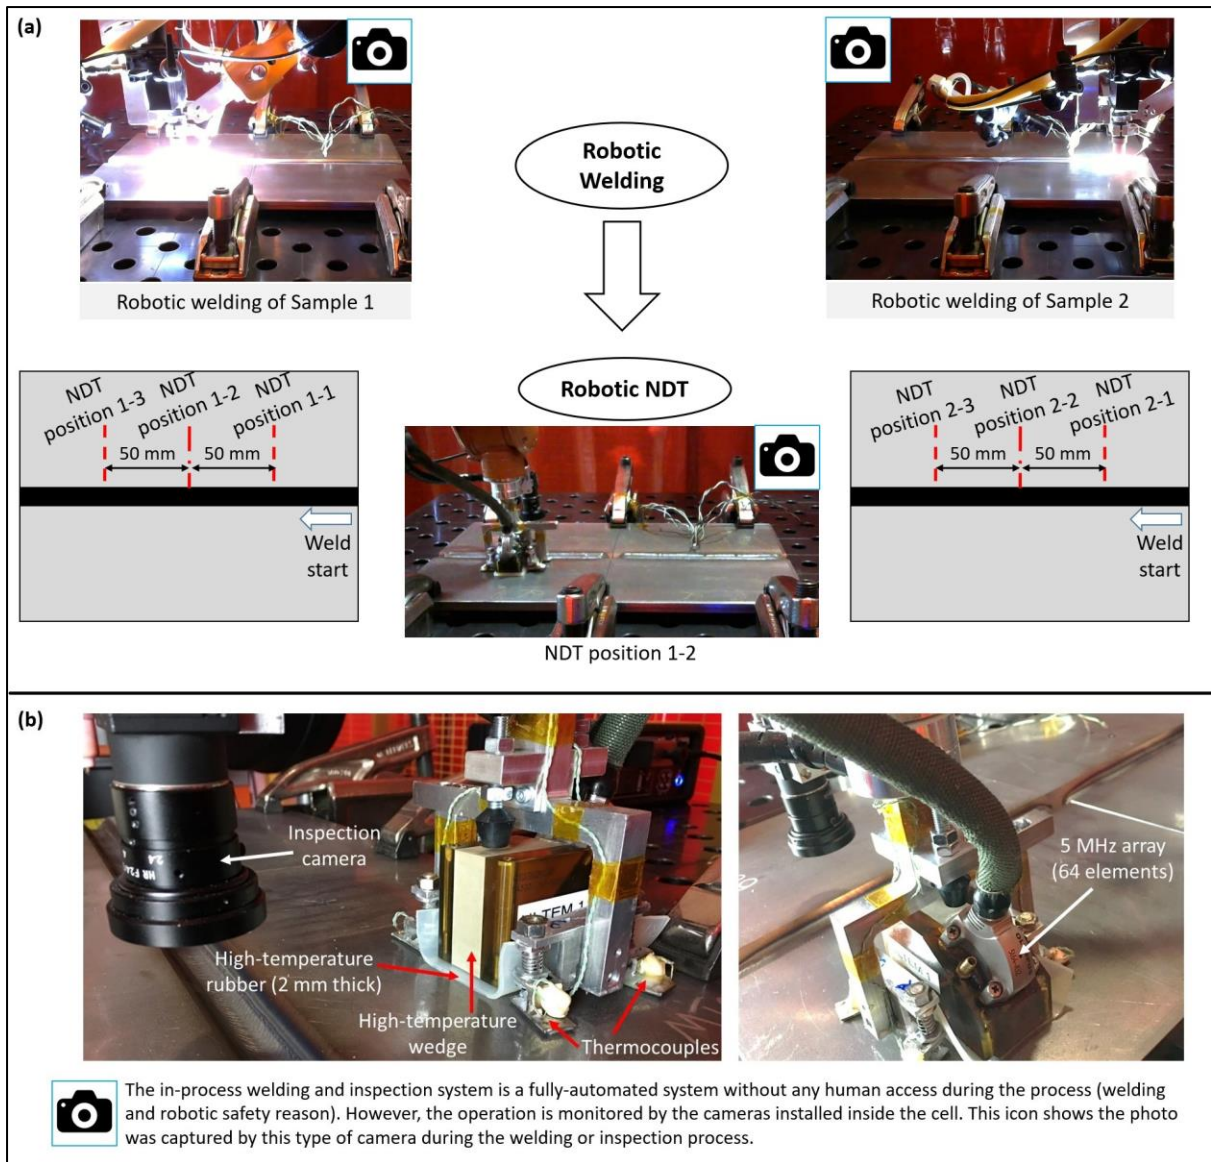 (a)
Robotic
Welding
Robotic welding of Sample 1
Robotic welding of Sample 2
NDT
position 1-3
NDT
position 1-2
NDT
position 1-1
50 mm
50 mm
Weld
start
Robotic NDT
NDT position 1-2
NDT
position 2-3
NDT
position 2-2
NDT
position 2-1
50 mm
50 mm
Weld
start
(b)
Inspection
camera
High-temperature
rubber (2 mm thick)
High-temperature
wedge
Thermocouples
5 MHz array
(64 elements)
The in-process welding and inspection system is a fully-automated system without any human access during the process (welding
and robotic safety reason). However, the operation is monitored by the cameras installed inside the cell. This icon shows the photo
was captured by this type of camera during the welding or inspection process.